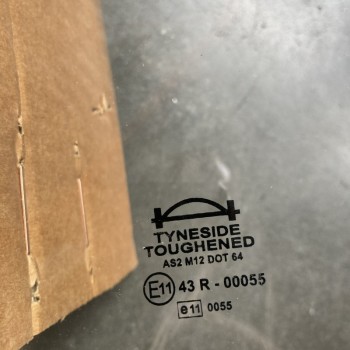 TYNESIDE
TOUGHENED
AS2 M12 DOT 64
E11 43 R - 00055
e11 0055